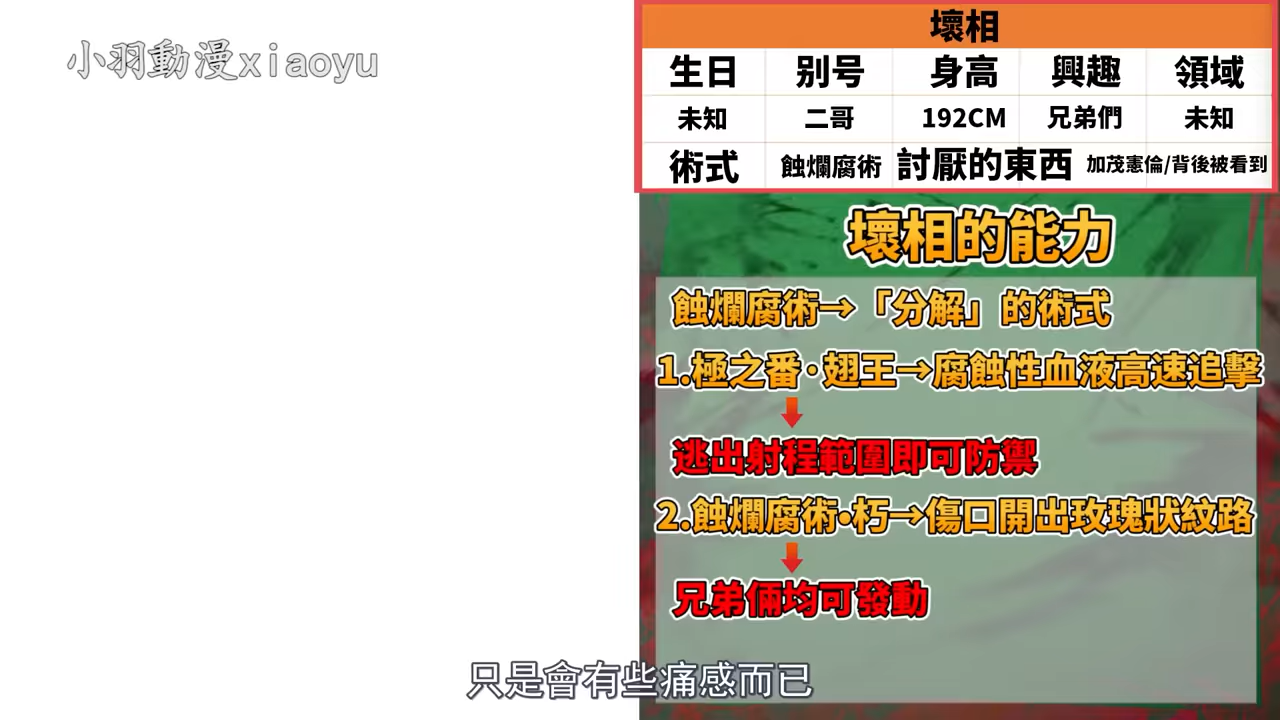 小羽動漫xiaoyu
壞相
生日 别号 身高 興趣 領域
未知 二哥 192CM 兄弟們 未知
術式 蝕爛腐術 討厭的東西 加茂憲倫/背後被看到
壞相的能力
蝕爛腐術→「分解」的術式
1.極之番·翅王→腐蝕性血液高速追擊
逃出射程範圍即可防禦
2.蝕爛腐術·朽→傷口開出玫瑰狀紋路
兄弟倆均可發動
只是會有些痛感而已